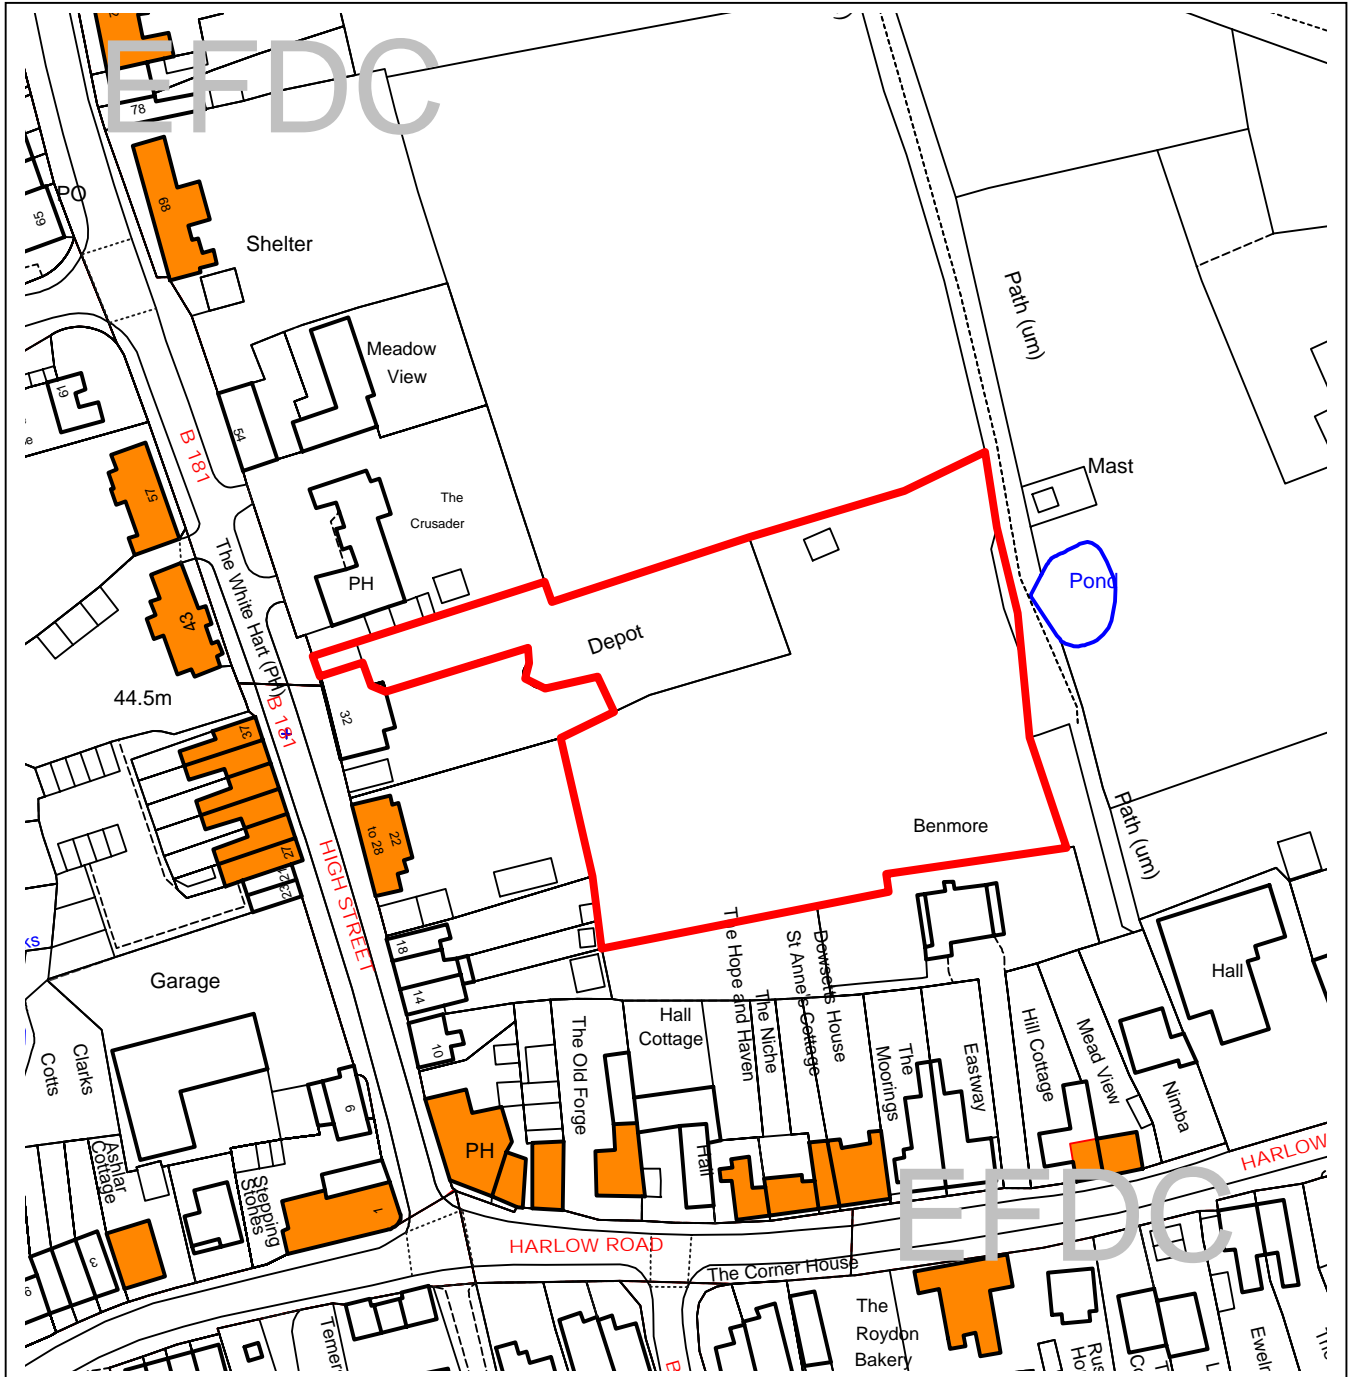 EFDC
78
PO
65
68
Shelter
Path (um)
Meadow
View
61
54
B 181
57
Mast
The
Crusader
PH
Pond
The White Hart (PH)
43
Depot
44.5m
32
B 181
37
22
to 28
Benmore
Path (um)
27
HIGH STREET
18
14
10
Garage
The Hope and Haven
The Niche
St Anne's Cottage
Dowsetts House
Hall
Hall
Cottage
The Old Forge
The
Moorings
Eastway
Hill Cottage
Mead View
Nimba
Clarks
Cotts
6
Ashlar
Cottage
Stepping
Stones
1
3
PH
Hall
HARLOW
EFDC
HARLOW ROAD
The Corner House
The
Roydon
Bakery